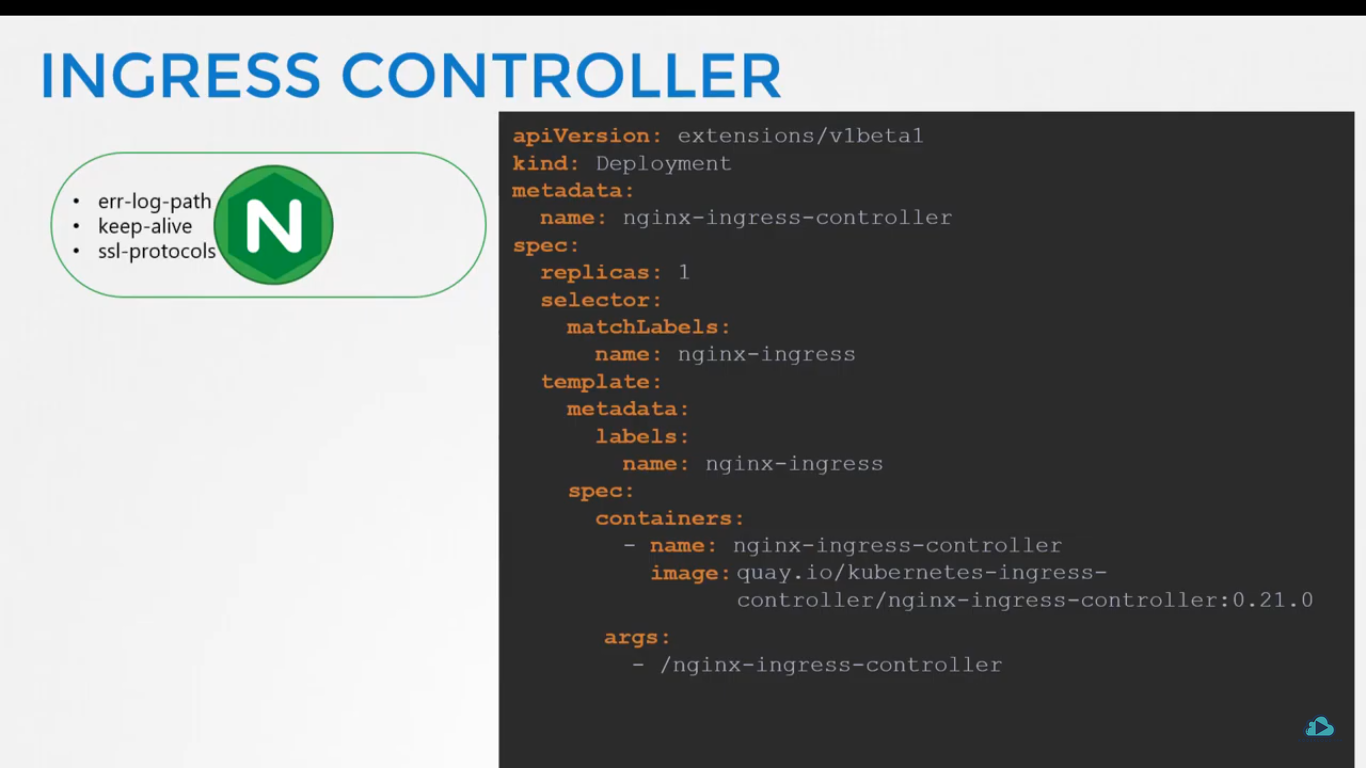 INGRESS CONTROLLER
• err-log-path
• keep-alive
• ssl-protocols
N
apiVersion: extensions/v1beta1
kind: Deployment
metadata:
  name: nginx-ingress-controller
spec:
  replicas: 1
  selector:
    matchLabels:
      name: nginx-ingress
  template:
    metadata:
      labels:
        name: nginx-ingress
    spec:
      containers:
        - name: nginx-ingress-controller
          image: quay.io/kubernetes-ingress-
                 controller/nginx-ingress-controller:0.21.0
      args:
        - /nginx-ingress-controller